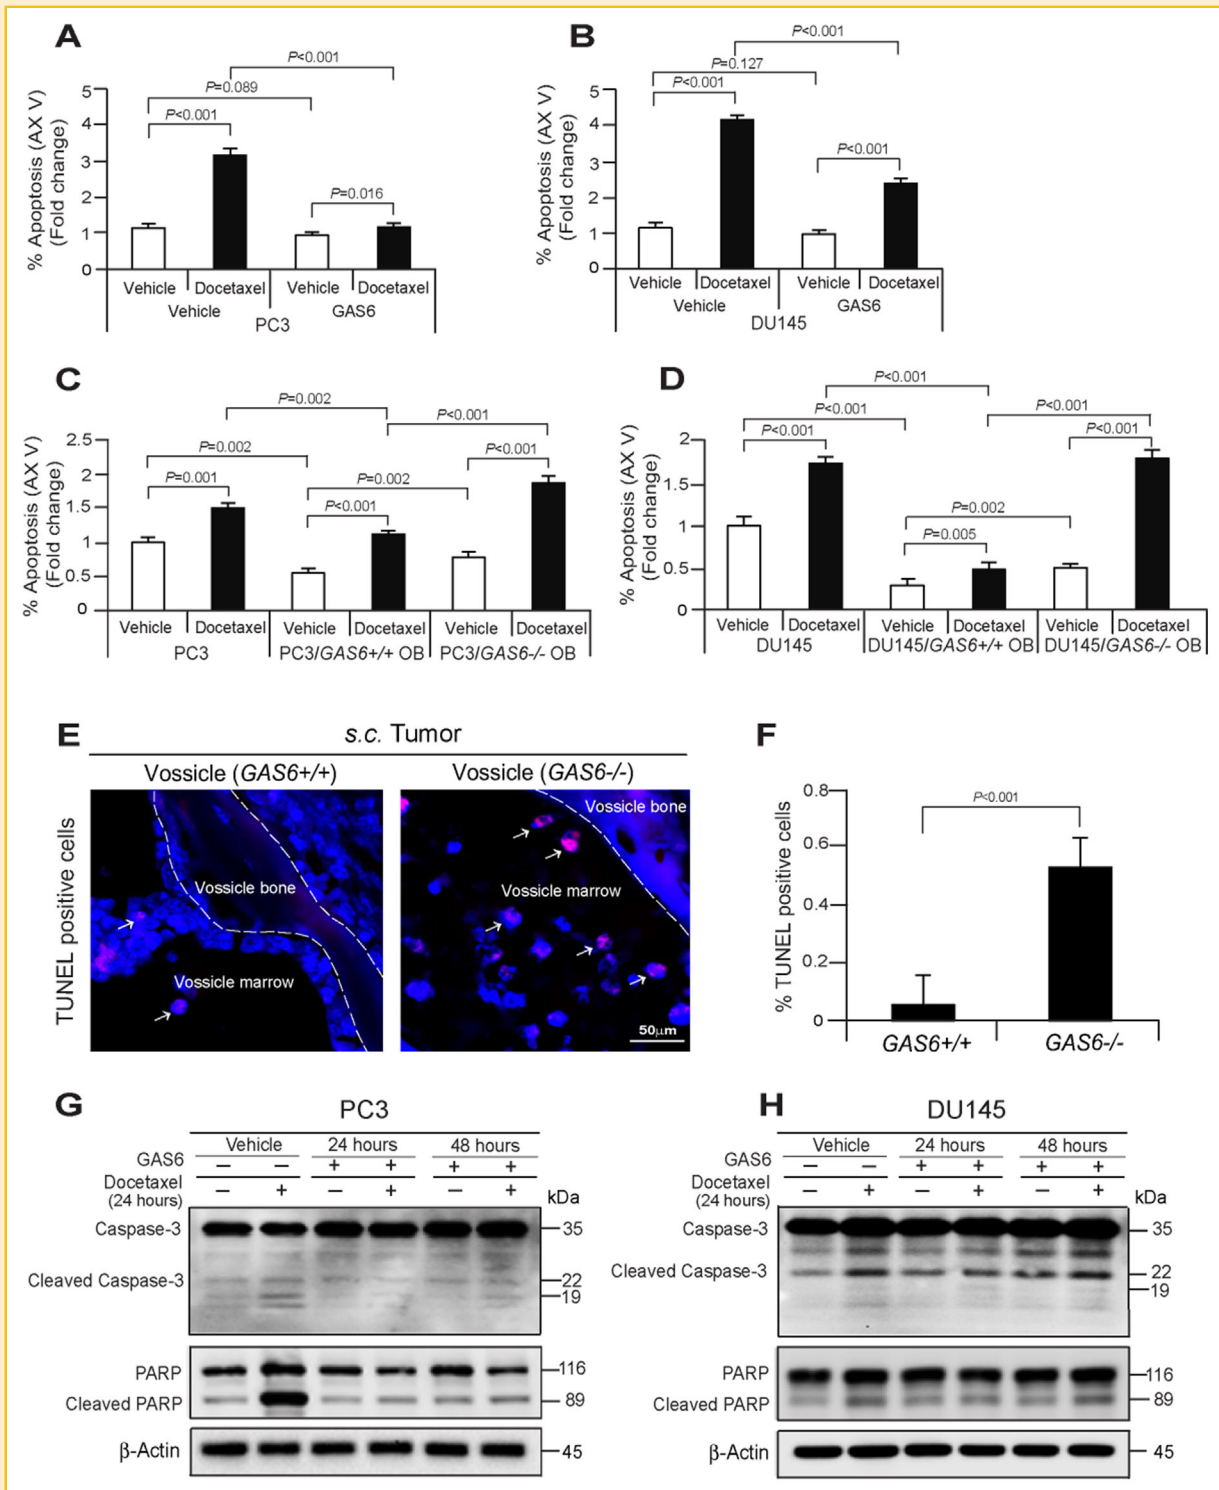 A
P<0.001
P=0.089
P<0.001
P=0.016
% Apoptosis (AX V)
(Fold change)
5
4
3
2
1
0
Vehicle Docetaxel Vehicle Docetaxel
Vehicle GAS6
PC3
B
P<0.001
P=0.127
P<0.001
P<0.001
% Apoptosis (AX V)
(Fold change)
5
4
3
2
1
0
Vehicle Docetaxel Vehicle Docetaxel
Vehicle GAS6
DU145
C
P=0.002
P<0.001
P=0.002
P<0.001
P=0.001
P=0.002
P<0.001
% Apoptosis (AX V)
(Fold change)
2.5
2
1.5
1
0.5
0
Vehicle Docetaxel Vehicle Docetaxel Vehicle Docetaxel
PC3 PC3/GAS6+/+ OB PC3/GAS6-/- OB
D
P<0.001
P<0.001
P<0.001
P<0.001
P<0.001
P=0.002
P=0.005
% Apoptosis (AX V)
(Fold change)
2
1.5
1
0.5
0
Vehicle Docetaxel Vehicle Docetaxel Vehicle Docetaxel
DU145 DU145/GAS6+/+ OB DU145/GAS6-/- OB
E
s.c. Tumor
Vossicle (GAS6+/+) Vossicle (GAS6-/-)
TUNEL positive cells
Vossicle bone
Vossicle marrow
Vossicle bone
Vossicle marrow
50µm
F
P<0.001
% TUNEL positive cells
0.8
0.6
0.4
0.2
0
GAS6+/+ GAS6-/-
G
PC3
Vehicle 24 hours 48 hours
GAS6 – – + + + +
Docetaxel
(24 hours) – + – + – +
kDa
Caspase-3 35
Cleaved Caspase-3 22
19
PARP 116
Cleaved PARP 89
β-Actin 45
H
DU145
Vehicle 24 hours 48 hours
GAS6 – – + + + +
Docetaxel
(24 hours) – + – + – +
kDa
Caspase-3 35
Cleaved Caspase-3 22
19
PARP 116
Cleaved PARP 89
β-Actin 45